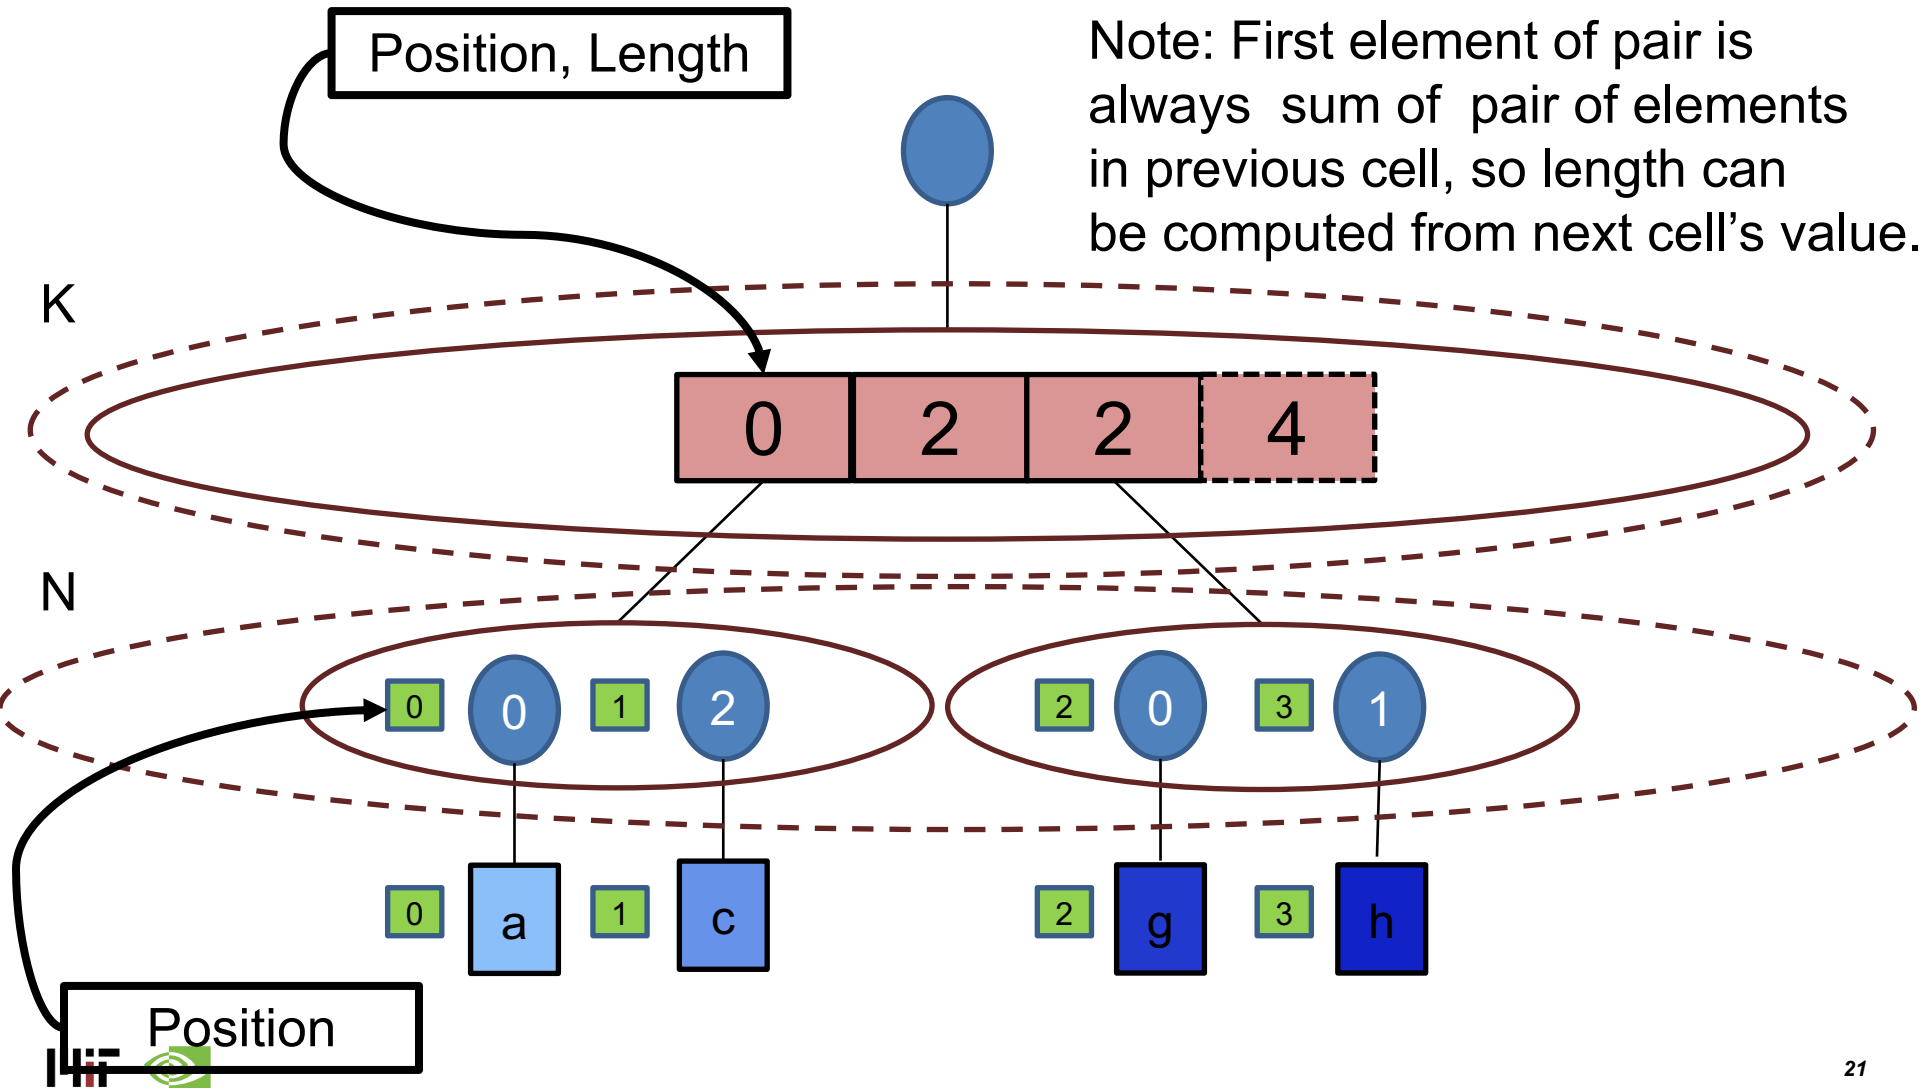 Position, Length
Note: First element of pair is
always sum of pair of elements
in previous cell, so length can
be computed from next cell’s value.
K
0 2 2 4
N
0 0 1 2 2 0 3 1
0 a 1 c 2 g 3 h
Position
21